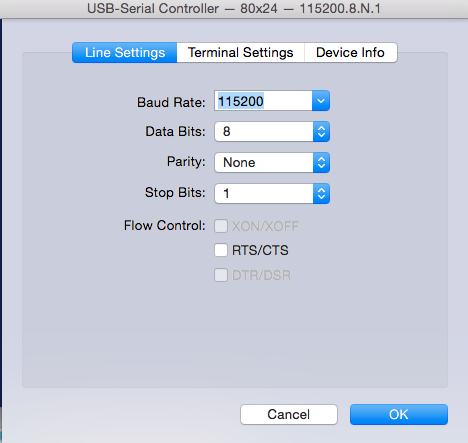 USB-Serial Controller — 80x24 — 115200.8.N.1
Line Settings Terminal Settings Device Info
Baud Rate: 115200
Data Bits: 8
Parity: None
Stop Bits: 1
Flow Control: XON/XOFF
RTS/CTS
DTR/DSR
Cancel OK